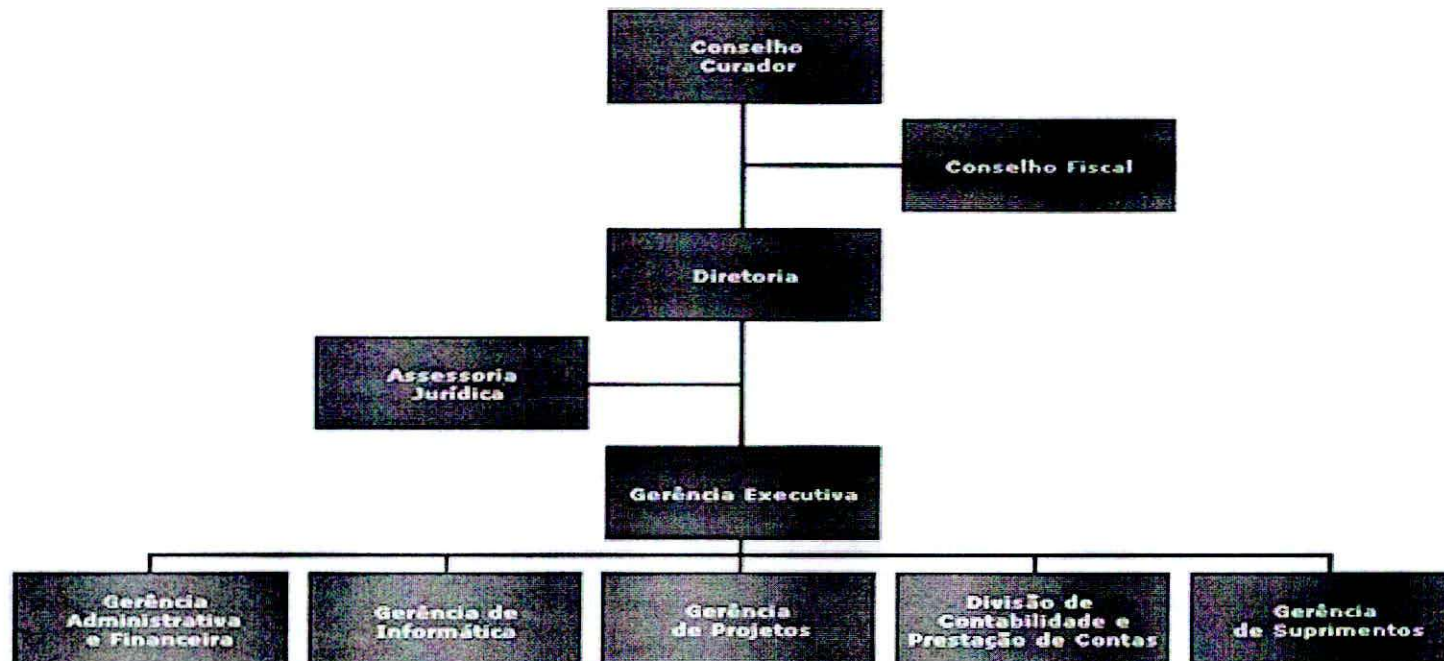 Conselho
Curador
Conselho Fiscal
Diretoria
Assessoria
Jurídica
Gerência Executiva
Gerência
Administrativa
e Financeira
Gerência de
Informática
Gerência
de Projetos
Divisão de
Contabilidade e
Prestação de Contas
Gerência
de Suprimentos